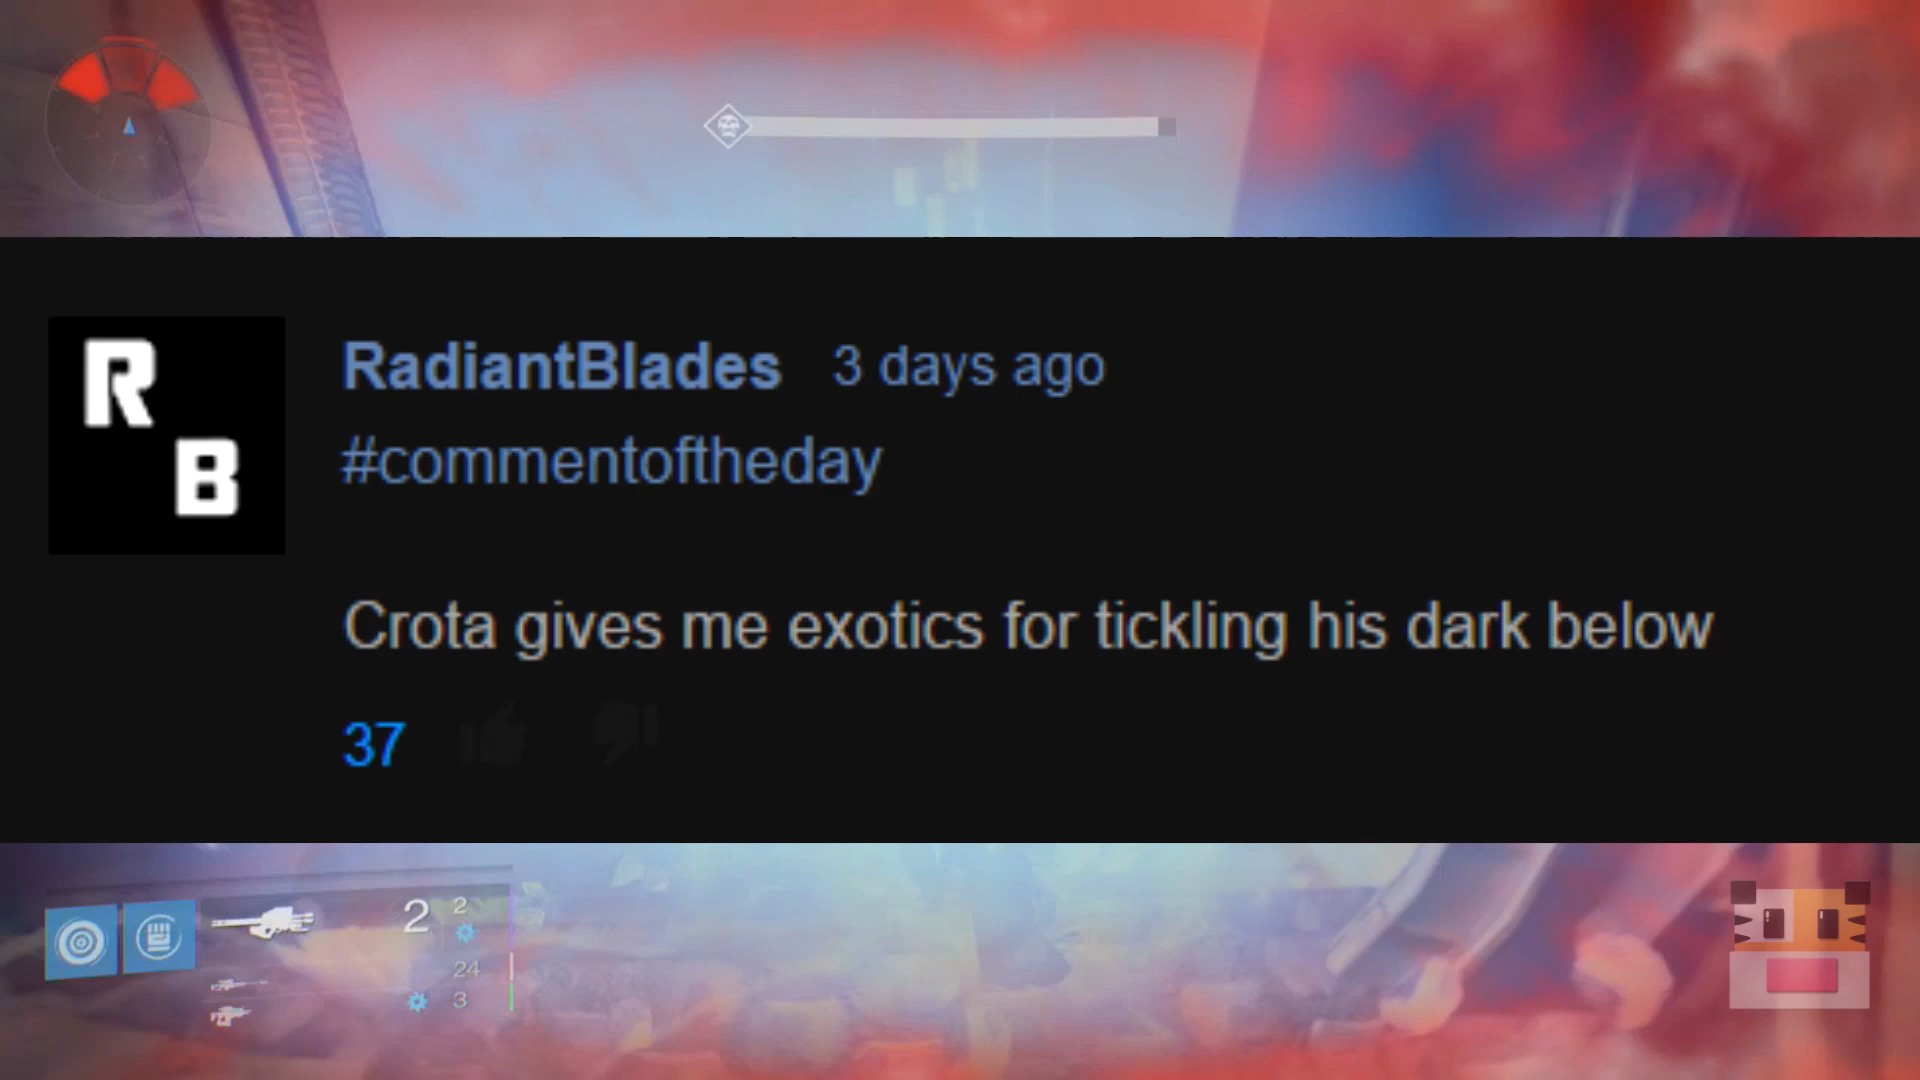 R
B
RadiantBlades 3 days ago
#commentoftheday
Crota gives me exotics for tickling his dark below
37
2 2
24
3